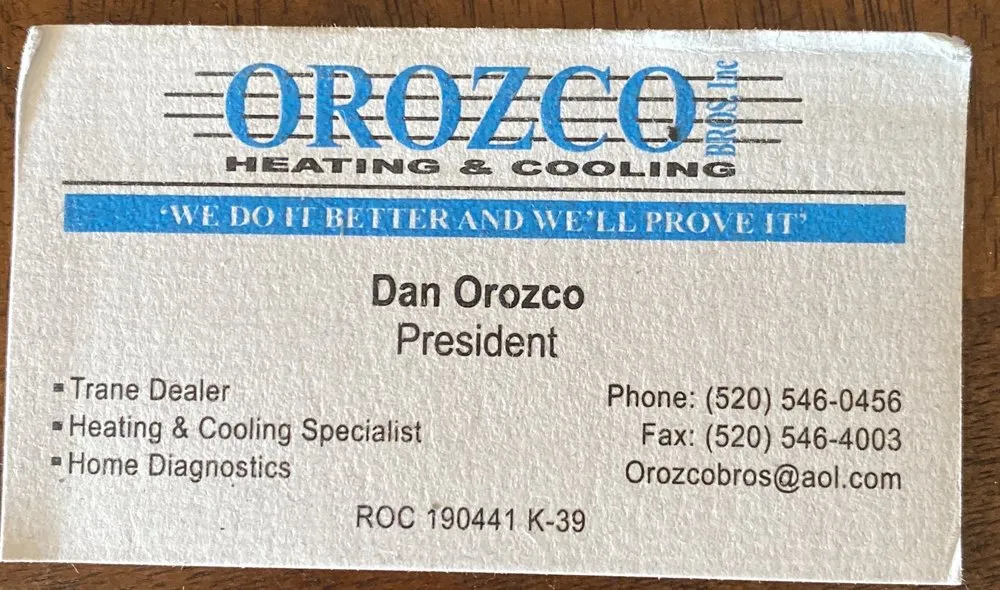 OROZCO BROS. Inc
HEATING & COOLING
'WE DO IT BETTER AND WE'LL PROVE IT'
Dan Orozco
President
▪ Trane Dealer
▪ Heating & Cooling Specialist
▪ Home Diagnostics
Phone: (520) 546-0456
Fax: (520) 546-4003
Orozcobros@aol.com
ROC 190441 K-39